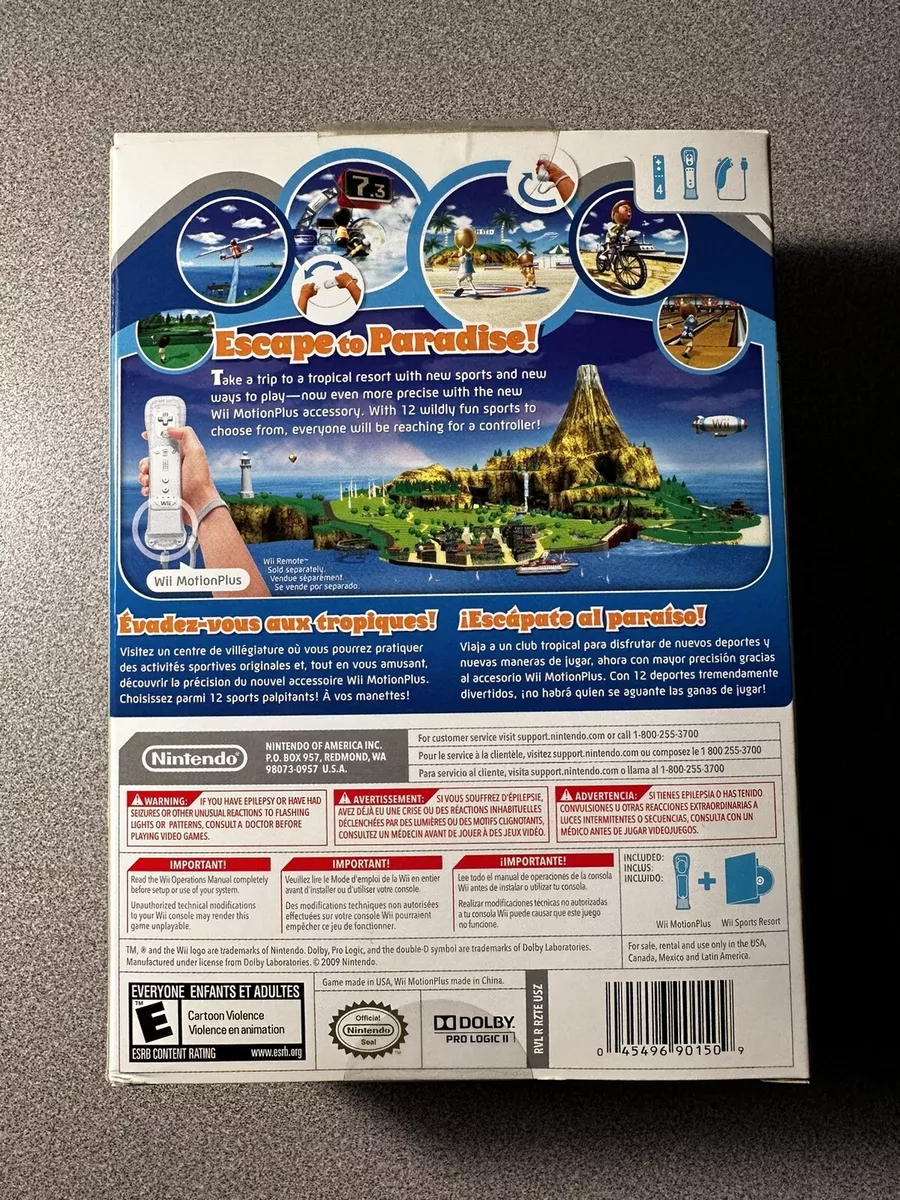 7.3
4
Escape to Paradise!
Take a trip to a tropical resort with new sports and new
ways to play—now even more precise with the new
Wii MotionPlus accessory. With 12 wildly fun sports to
choose from, everyone will be reaching for a controller!
Wii
Wii
Wii Remote™
Sold separately.
Vendue séparément.
Se vende por separado.
Wii MotionPlus
Évadez-vous aux tropiques!
Visitez un centre de villégiature où vous pourrez pratiquer
des activités sportives originales et, tout en vous amusant,
découvrir la précision du nouvel accessoire Wii MotionPlus.
Choisissez parmi 12 sports palpitants! À vos manettes!
¡Escápate al paraíso!
Viaja a un club tropical para disfrutar de nuevos deportes y
nuevas maneras de jugar, ahora con mayor precisión gracias
al accesorio Wii MotionPlus. Con 12 deportes tremendamente
divertidos, ¡no habrá quien se aguante las ganas de jugar!
Nintendo®
NINTENDO OF AMERICA INC.
P.O. BOX 957, REDMOND, WA
98073-0957 U.S.A.
For customer service visit support.nintendo.com or call 1-800-255-3700
Pour le service à la clientèle, visitez support.nintendo.com ou composez le 1 800 255-3700
Para servicio al cliente, visita support.nintendo.com o llama al 1-800-255-3700
WARNING: IF YOU HAVE EPILEPSY OR HAVE HAD
SEIZURES OR OTHER UNUSUAL REACTIONS TO FLASHING
LIGHTS OR PATTERNS, CONSULT A DOCTOR BEFORE
PLAYING VIDEO GAMES.
AVERTISSEMENT: SI VOUS SOUFFREZ D'ÉPILEPSIE,
AVEZ DÉJÀ EU UNE CRISE OU DES RÉACTIONS INHABITUELLES
DÉCLENCHÉES PAR DES LUMIÈRES OU DES MOTIFS CLIGNOTANTS,
CONSULTEZ UN MÉDECIN AVANT DE JOUER À DES JEUX VIDÉO.
ADVERTENCIA: SI TIENES EPILEPSIA O HAS TENIDO
CONVULSIONES U OTRAS REACCIONES EXTRAORDINARIAS A
LUCES INTERMITENTES O SECUENCIAS, CONSULTA CON UN
MÉDICO ANTES DE JUGAR VIDEOJUEGOS.
IMPORTANT!
Read the Wii Operations Manual completely
before setup or use of your system.
Unauthorized technical modifications
to your Wii console may render this
game unplayable.
IMPORTANT!
Veuillez lire le Mode d'emploi de la Wii en entier
avant d'installer ou d'utiliser votre console.
Des modifications techniques non autorisées
effectuées sur votre console Wii pourraient
empêcher ce jeu de fonctionner.
¡IMPORTANTE!
Lee todo el manual de operaciones de la consola
Wii antes de instalar o utilizar tu consola.
Realizar modificaciones técnicas no autorizadas
a tu consola Wii puede causar que este juego
no funcione.
INCLUDED:
INCLUS:
INCLUIDO:
+
Wii MotionPlus Wii Sports Resort
TM, ® and the Wii logo are trademarks of Nintendo. Dolby, Pro Logic, and the double-D symbol are trademarks of Dolby Laboratories.
Manufactured under license from Dolby Laboratories. © 2009 Nintendo.
For sale, rental and use only in the USA,
Canada, Mexico and Latin America.
EVERYONE ENFANTS ET ADULTES
E
TM
Cartoon Violence
Violence en animation
ESRB CONTENT RATING www.esrb.org
Game made in USA, Wii MotionPlus made in China.
Official
Nintendo
Seal
TM
DOLBY.
PRO LOGIC II
RVL R RZTE USZ
0 45496 90150 9